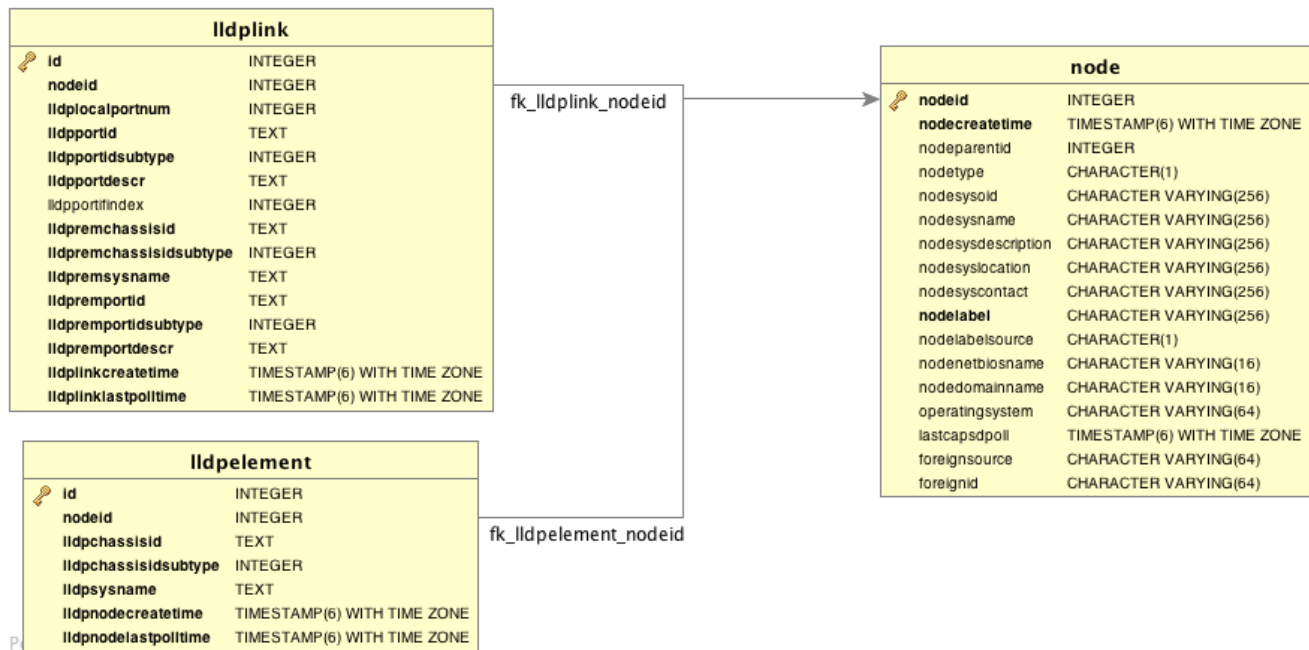 lldplink
id INTEGER
nodeid INTEGER
lldplocalportnum INTEGER
lldpportid TEXT
lldpportidsubtype INTEGER
lldpportdescr TEXT
lldpportifindex INTEGER
lldpremchassisid TEXT
lldpremchassisidsubtype INTEGER
lldpremsysname TEXT
lldpremportid TEXT
lldpremportidsubtype INTEGER
lldpremportdescr TEXT
lldplinkcreatetime TIMESTAMP(6) WITH TIME ZONE
lldplinklastpolltime TIMESTAMP(6) WITH TIME ZONE
fk_lldplink_nodeid
node
nodeid INTEGER
nodecreatetime TIMESTAMP(6) WITH TIME ZONE
nodeparentid INTEGER
nodetype CHARACTER(1)
nodesysoid CHARACTER VARYING(256)
nodesysname CHARACTER VARYING(256)
nodesysdescription CHARACTER VARYING(256)
nodesyslocation CHARACTER VARYING(256)
nodesyscontact CHARACTER VARYING(256)
nodelabel CHARACTER VARYING(256)
nodelabelsource CHARACTER(1)
nodenetbiosname CHARACTER VARYING(16)
nodedomainname CHARACTER VARYING(16)
operatingsystem CHARACTER VARYING(64)
lastcapsdpoll TIMESTAMP(6) WITH TIME ZONE
foreignsource CHARACTER VARYING(64)
foreignid CHARACTER VARYING(64)
lldpelement
id INTEGER
nodeid INTEGER
lldpchassisid TEXT
lldpchassisidsubtype INTEGER
lldpsysname TEXT
lldpnodecreatetime TIMESTAMP(6) WITH TIME ZONE
lldpnodelastpolltime TIMESTAMP(6) WITH TIME ZONE
fk_lldpelement_nodeid